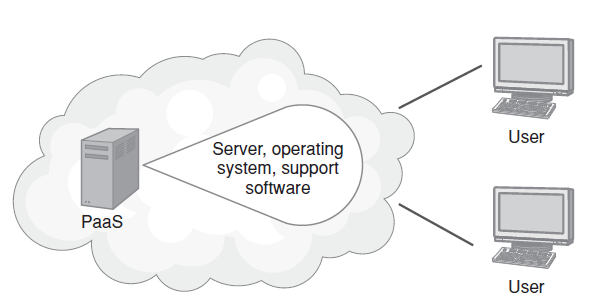 User
Server, operating
system, support
software
PaaS
User